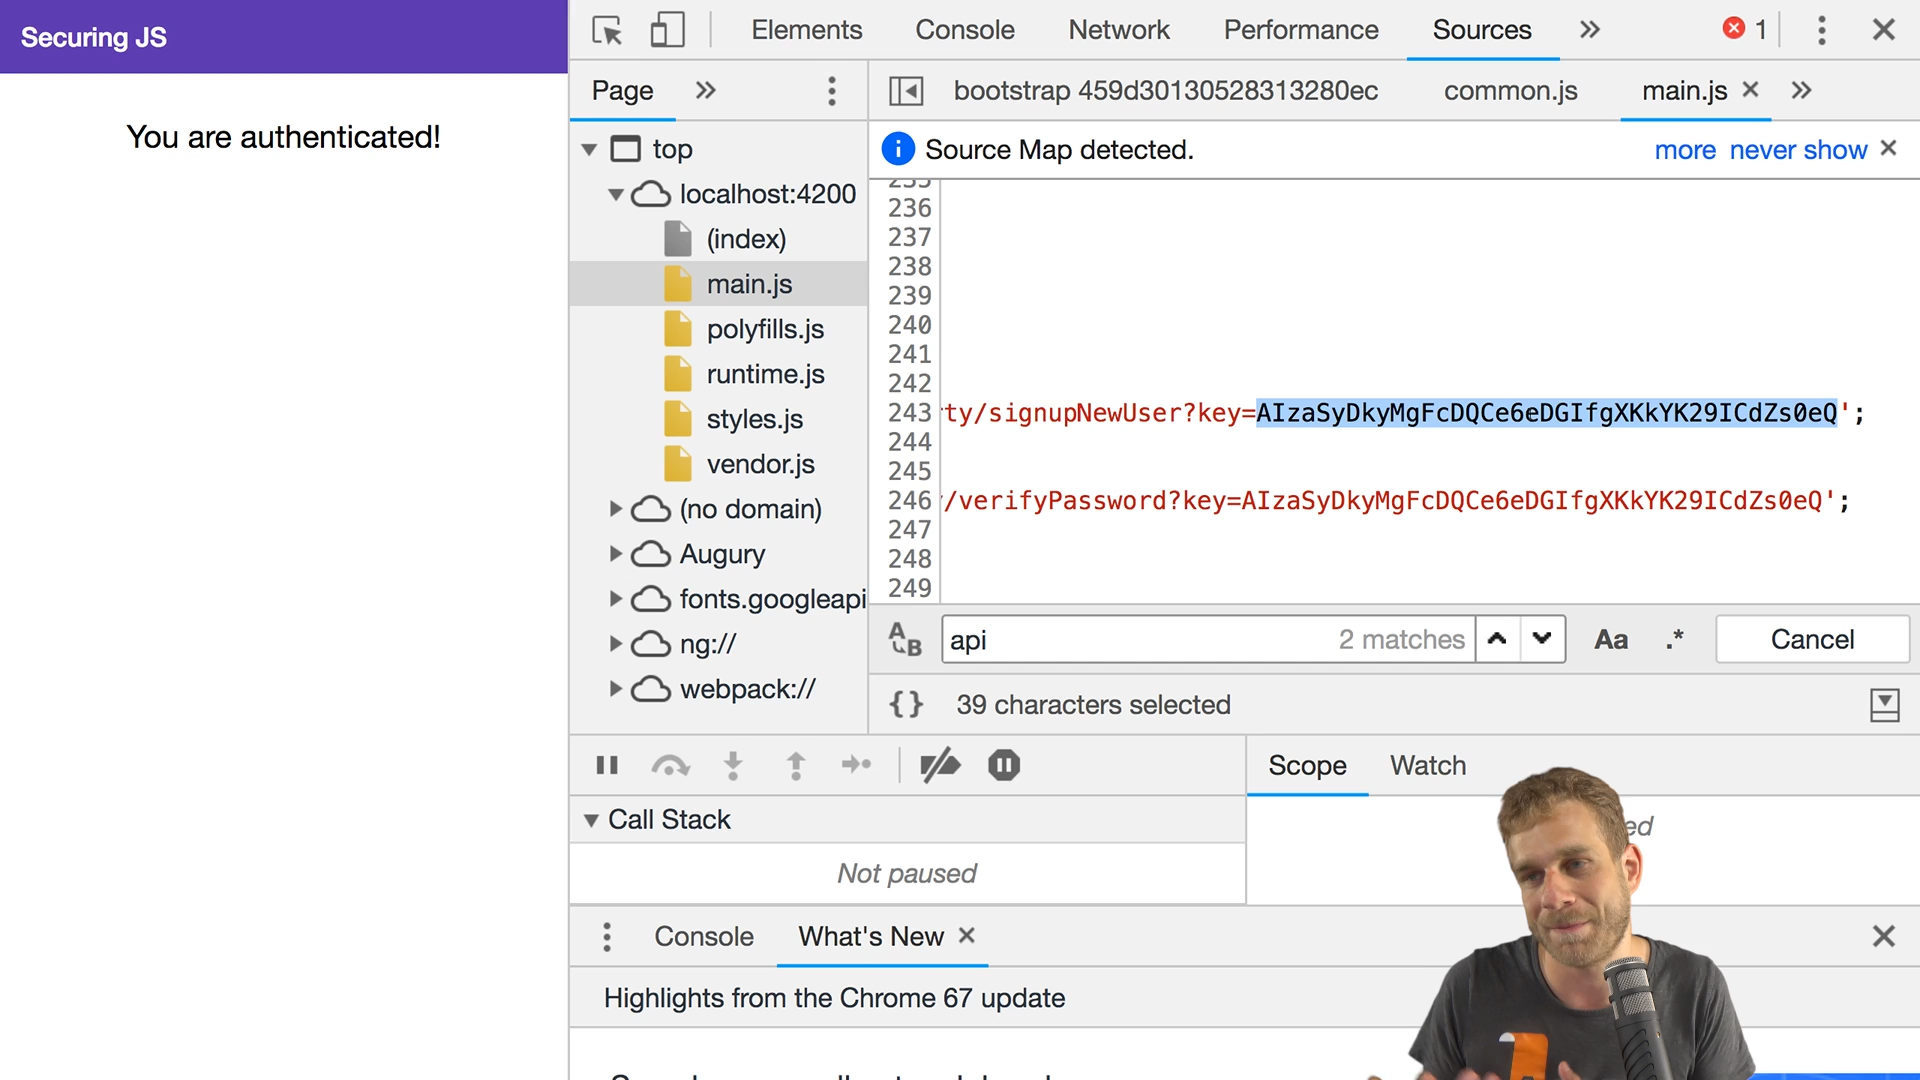 Securing JS
You are authenticated!
Elements Console Network Performance Sources 1
Page
bootstrap 459d30130528313280ec common.js main.js
Source Map detected. more never show
top
localhost:4200
(index)
main.js
polyfills.js
runtime.js
styles.js
vendor.js
(no domain)
Augury
fonts.googleapi
ng://
webpack://
235
236
237
238
239
240
241
242
243 rty/signupNewUser?key=AIzaSyDkyMgFcDQCe6eDGIfgXKkYK29ICdZs0eQ';
244
245
246 y/verifyPassword?key=AIzaSyDkyMgFcDQCe6eDGIfgXKkYK29ICdZs0eQ';
247
248
249
api 2 matches Aa .* Cancel
{} 39 characters selected
Scope Watch
Call Stack
Not paused
ed
Console What's New
Highlights from the Chrome 67 update